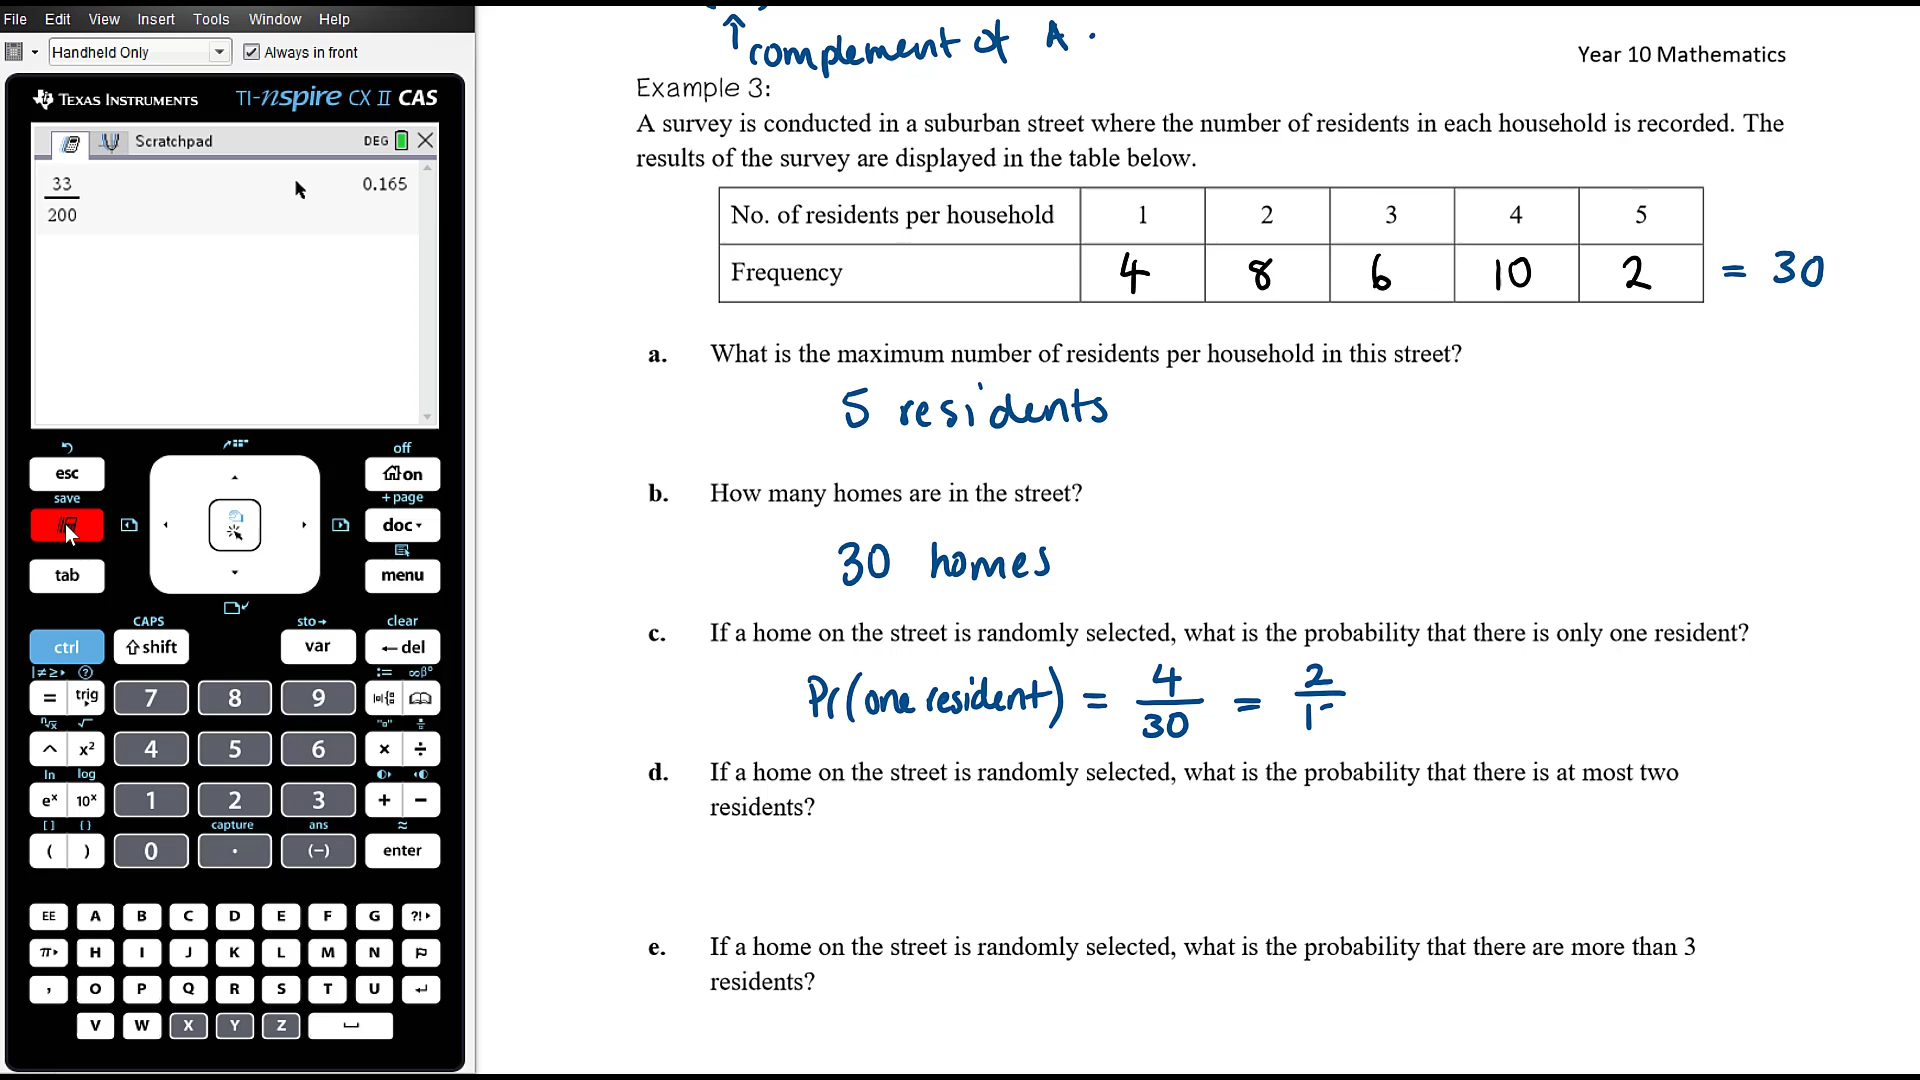 File Edit View Insert Tools Window Help
Handheld Only Always in front
TEXAS INSTRUMENTS TI-nspire CX II CAS
Scratchpad DEG
33
200
0.165
off
esc on
save + page
doc
tab menu
CAPS sto→ clear
ctrl shift var ←del
= trig 7 8 9
^ x² 4 5 6 × ÷
ln log
eˣ 10ˣ 1 2 3 + −
[ ] { } capture ans ≈
( ) 0 . (−) enter
EE A B C D E F G ?!
π H I J K L M N
, O P Q R S T U
V W X Y Z
↑ complement of A .
Year 10 Mathematics
Example 3:
A survey is conducted in a suburban street where the number of residents in each household is recorded. The
results of the survey are displayed in the table below.
No. of residents per household 1 2 3 4 5
Frequency 4 8 6 10 2 = 30
a. What is the maximum number of residents per household in this street?
5 residents
b. How many homes are in the street?
30 homes
c. If a home on the street is randomly selected, what is the probability that there is only one resident?
Pr(one resident) = 4/30 = 2/1
d. If a home on the street is randomly selected, what is the probability that there is at most two
residents?
e. If a home on the street is randomly selected, what is the probability that there are more than 3
residents?